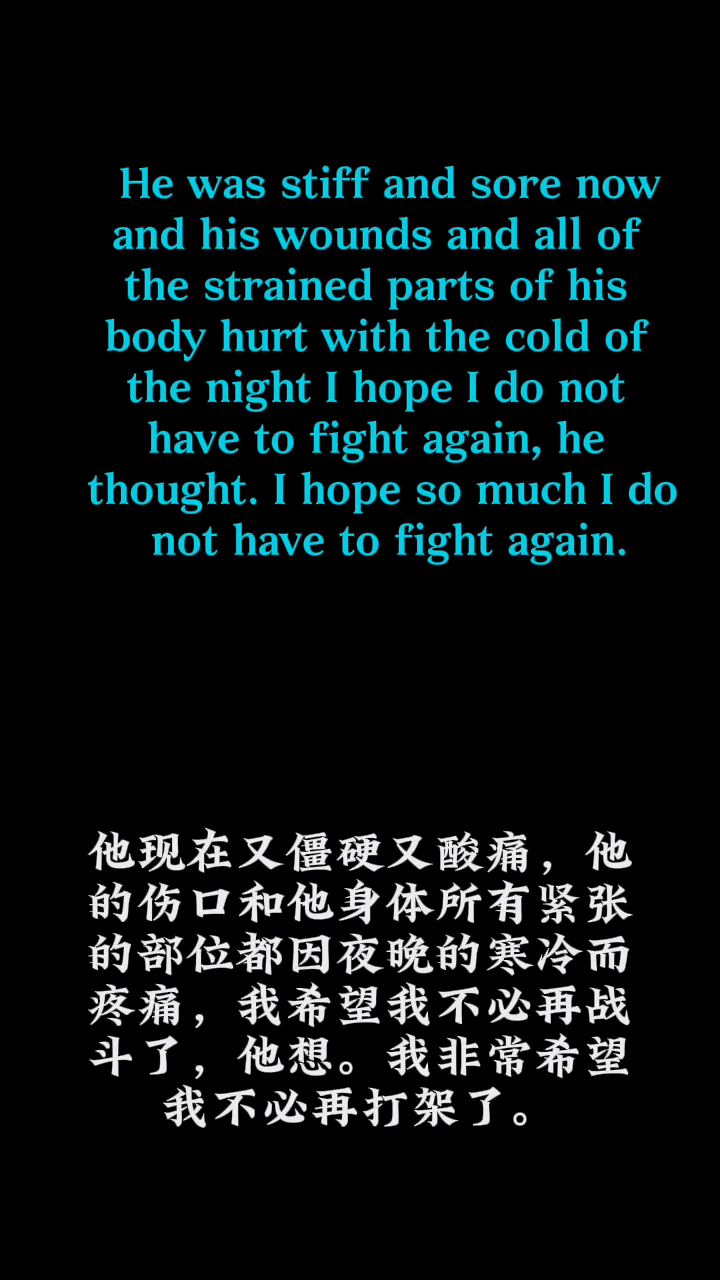 He was stiff and sore now
and his wounds and all of
the strained parts of his
body hurt with the cold of
the night I hope I do not
have to fight again, he
thought. I hope so much I do
not have to fight again.
他现在又僵硬又酸痛，他
的伤口和他身体所有紧张
的部位都因夜晚的寒冷而
疼痛，我希望我不必再战
斗了，他想。我非常希望
我不必再打架了。